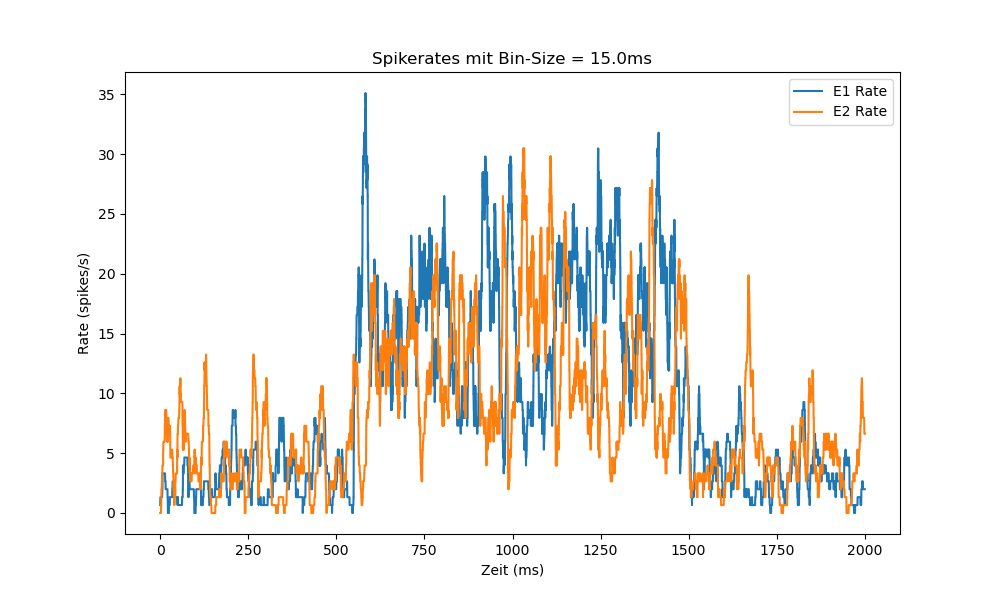 Spikerates mit Bin-Size = 15.0ms
E1 Rate
E2 Rate
35
30
25
20
15
10
5
0
Rate (spikes/s)
0 250 500 750 1000 1250 1500 1750 2000
Zeit (ms)